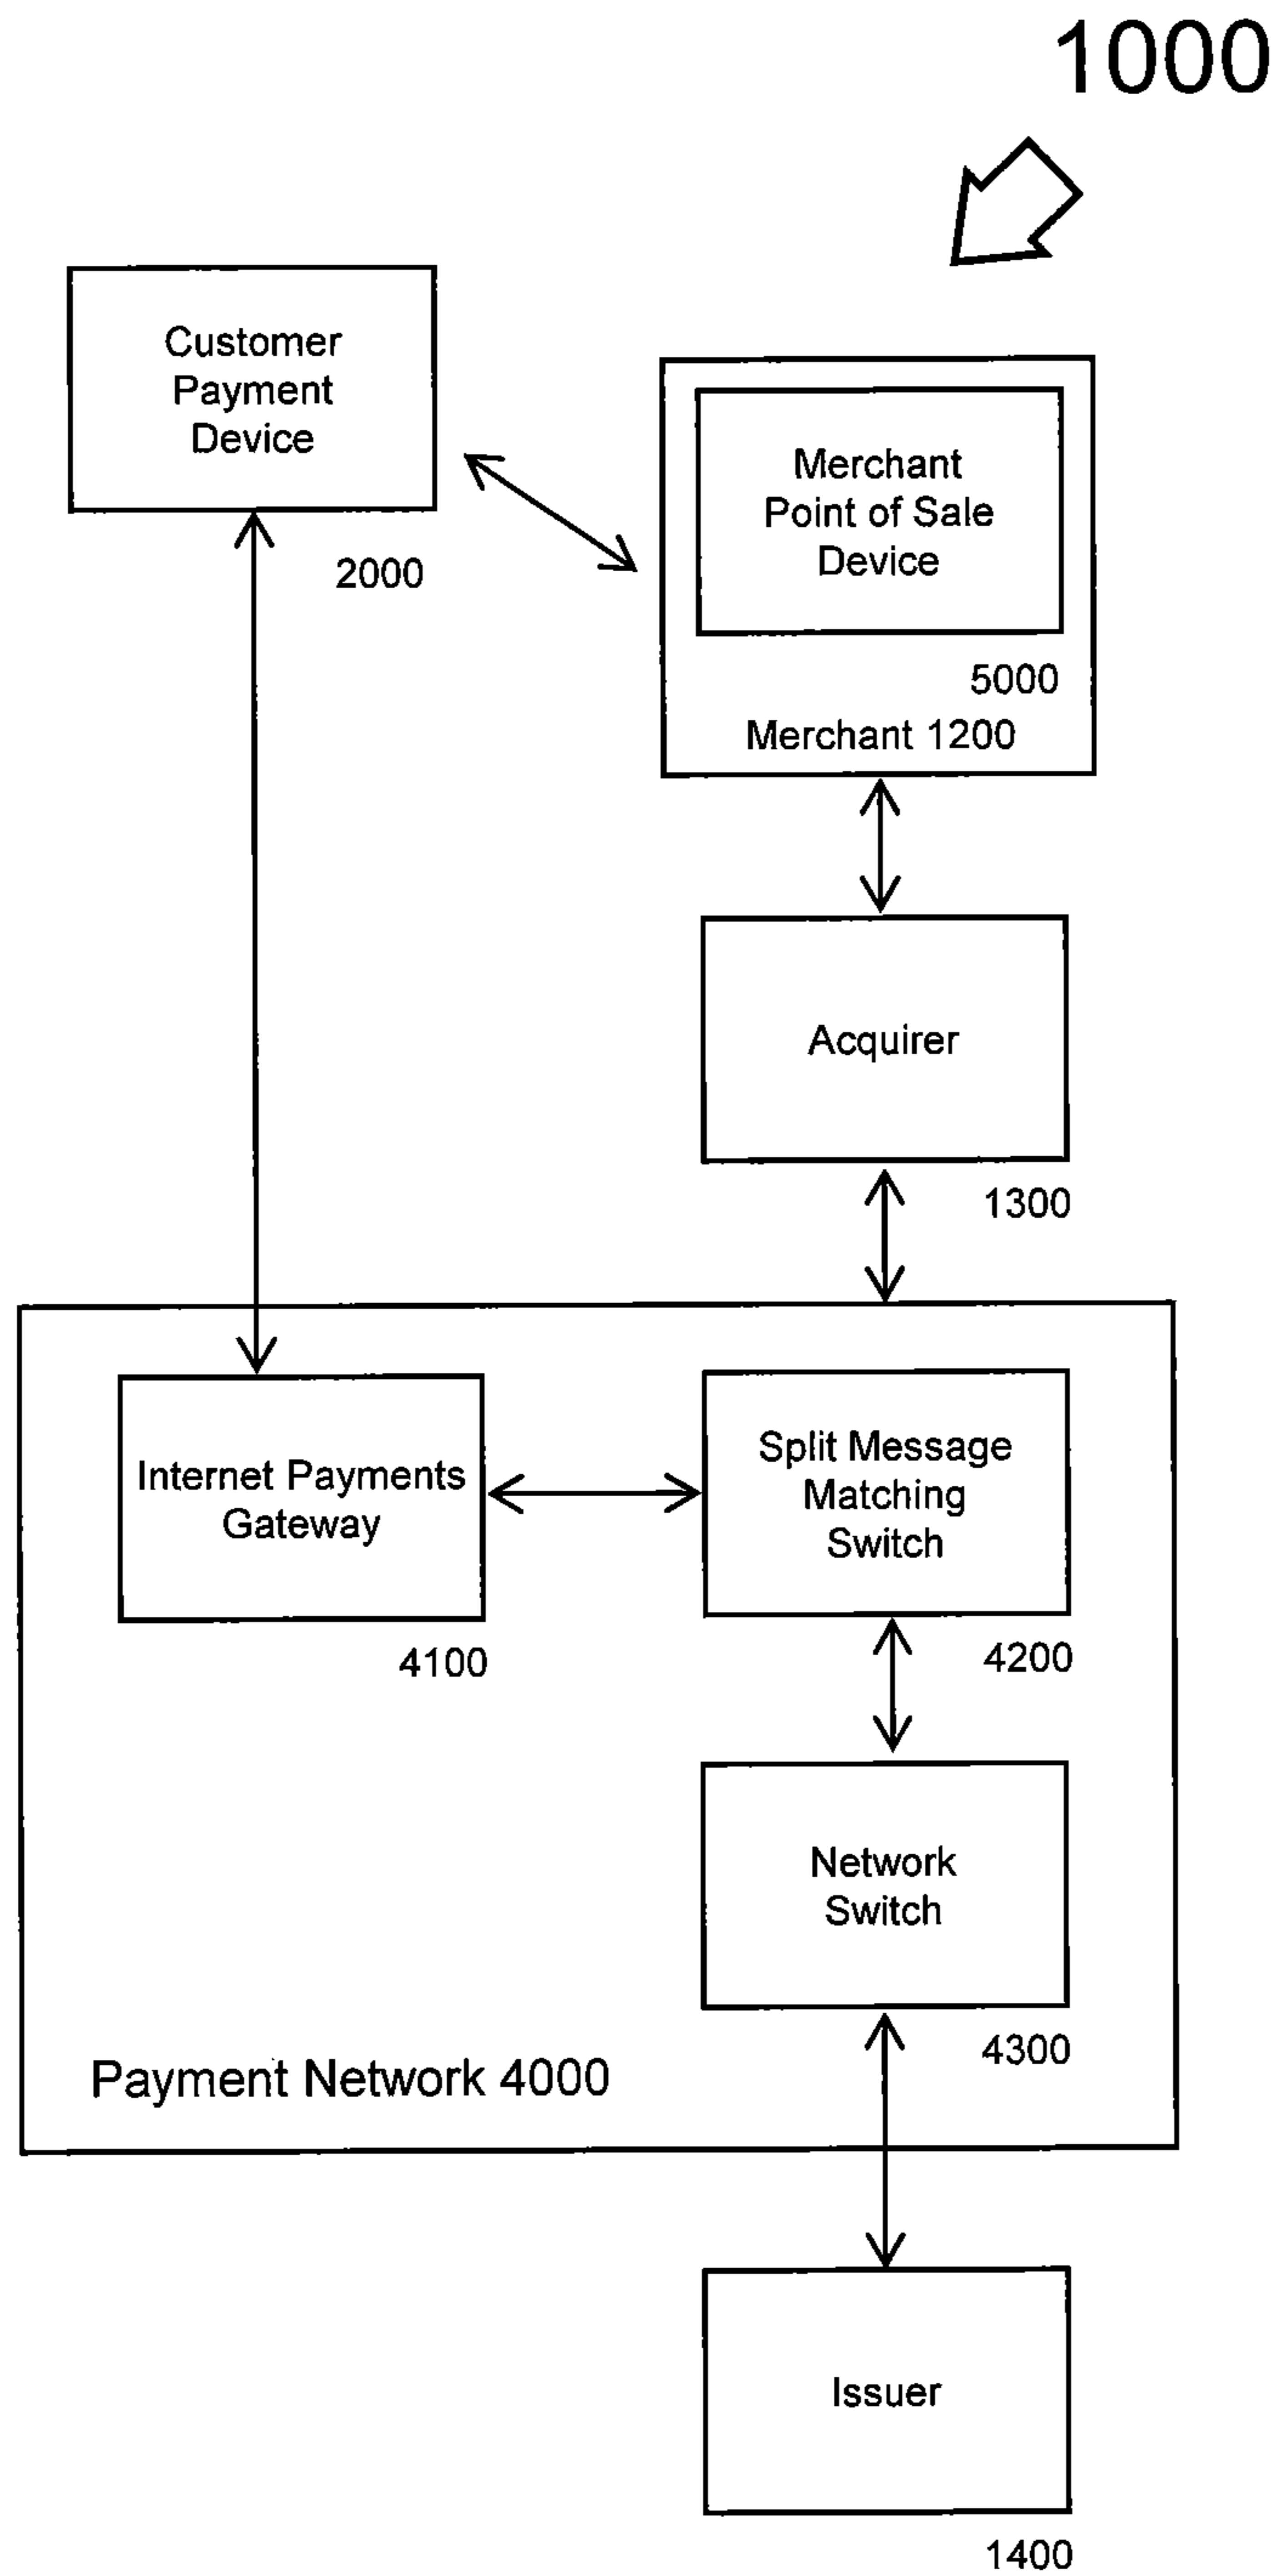 1000
Customer
Payment
Device
2000
Merchant
Point of Sale
Device
5000
Merchant 1200
Acquirer
1300
Internet Payments
Gateway
4100
Split Message
Matching
Switch
4200
Network
Switch
4300
Payment Network 4000
Issuer
1400